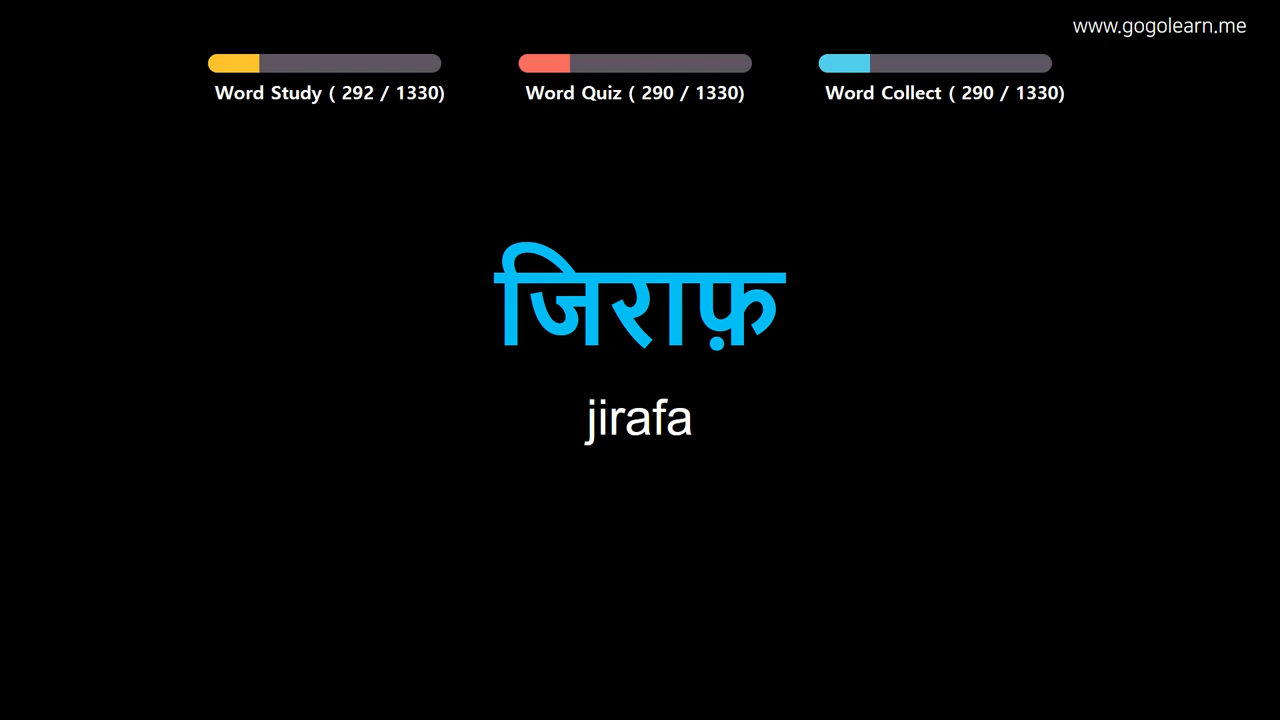 www.gogolearn.me
Word Study ( 292 / 1330)
Word Quiz ( 290 / 1330)
Word Collect ( 290 / 1330)
जिराफ़
jirafa